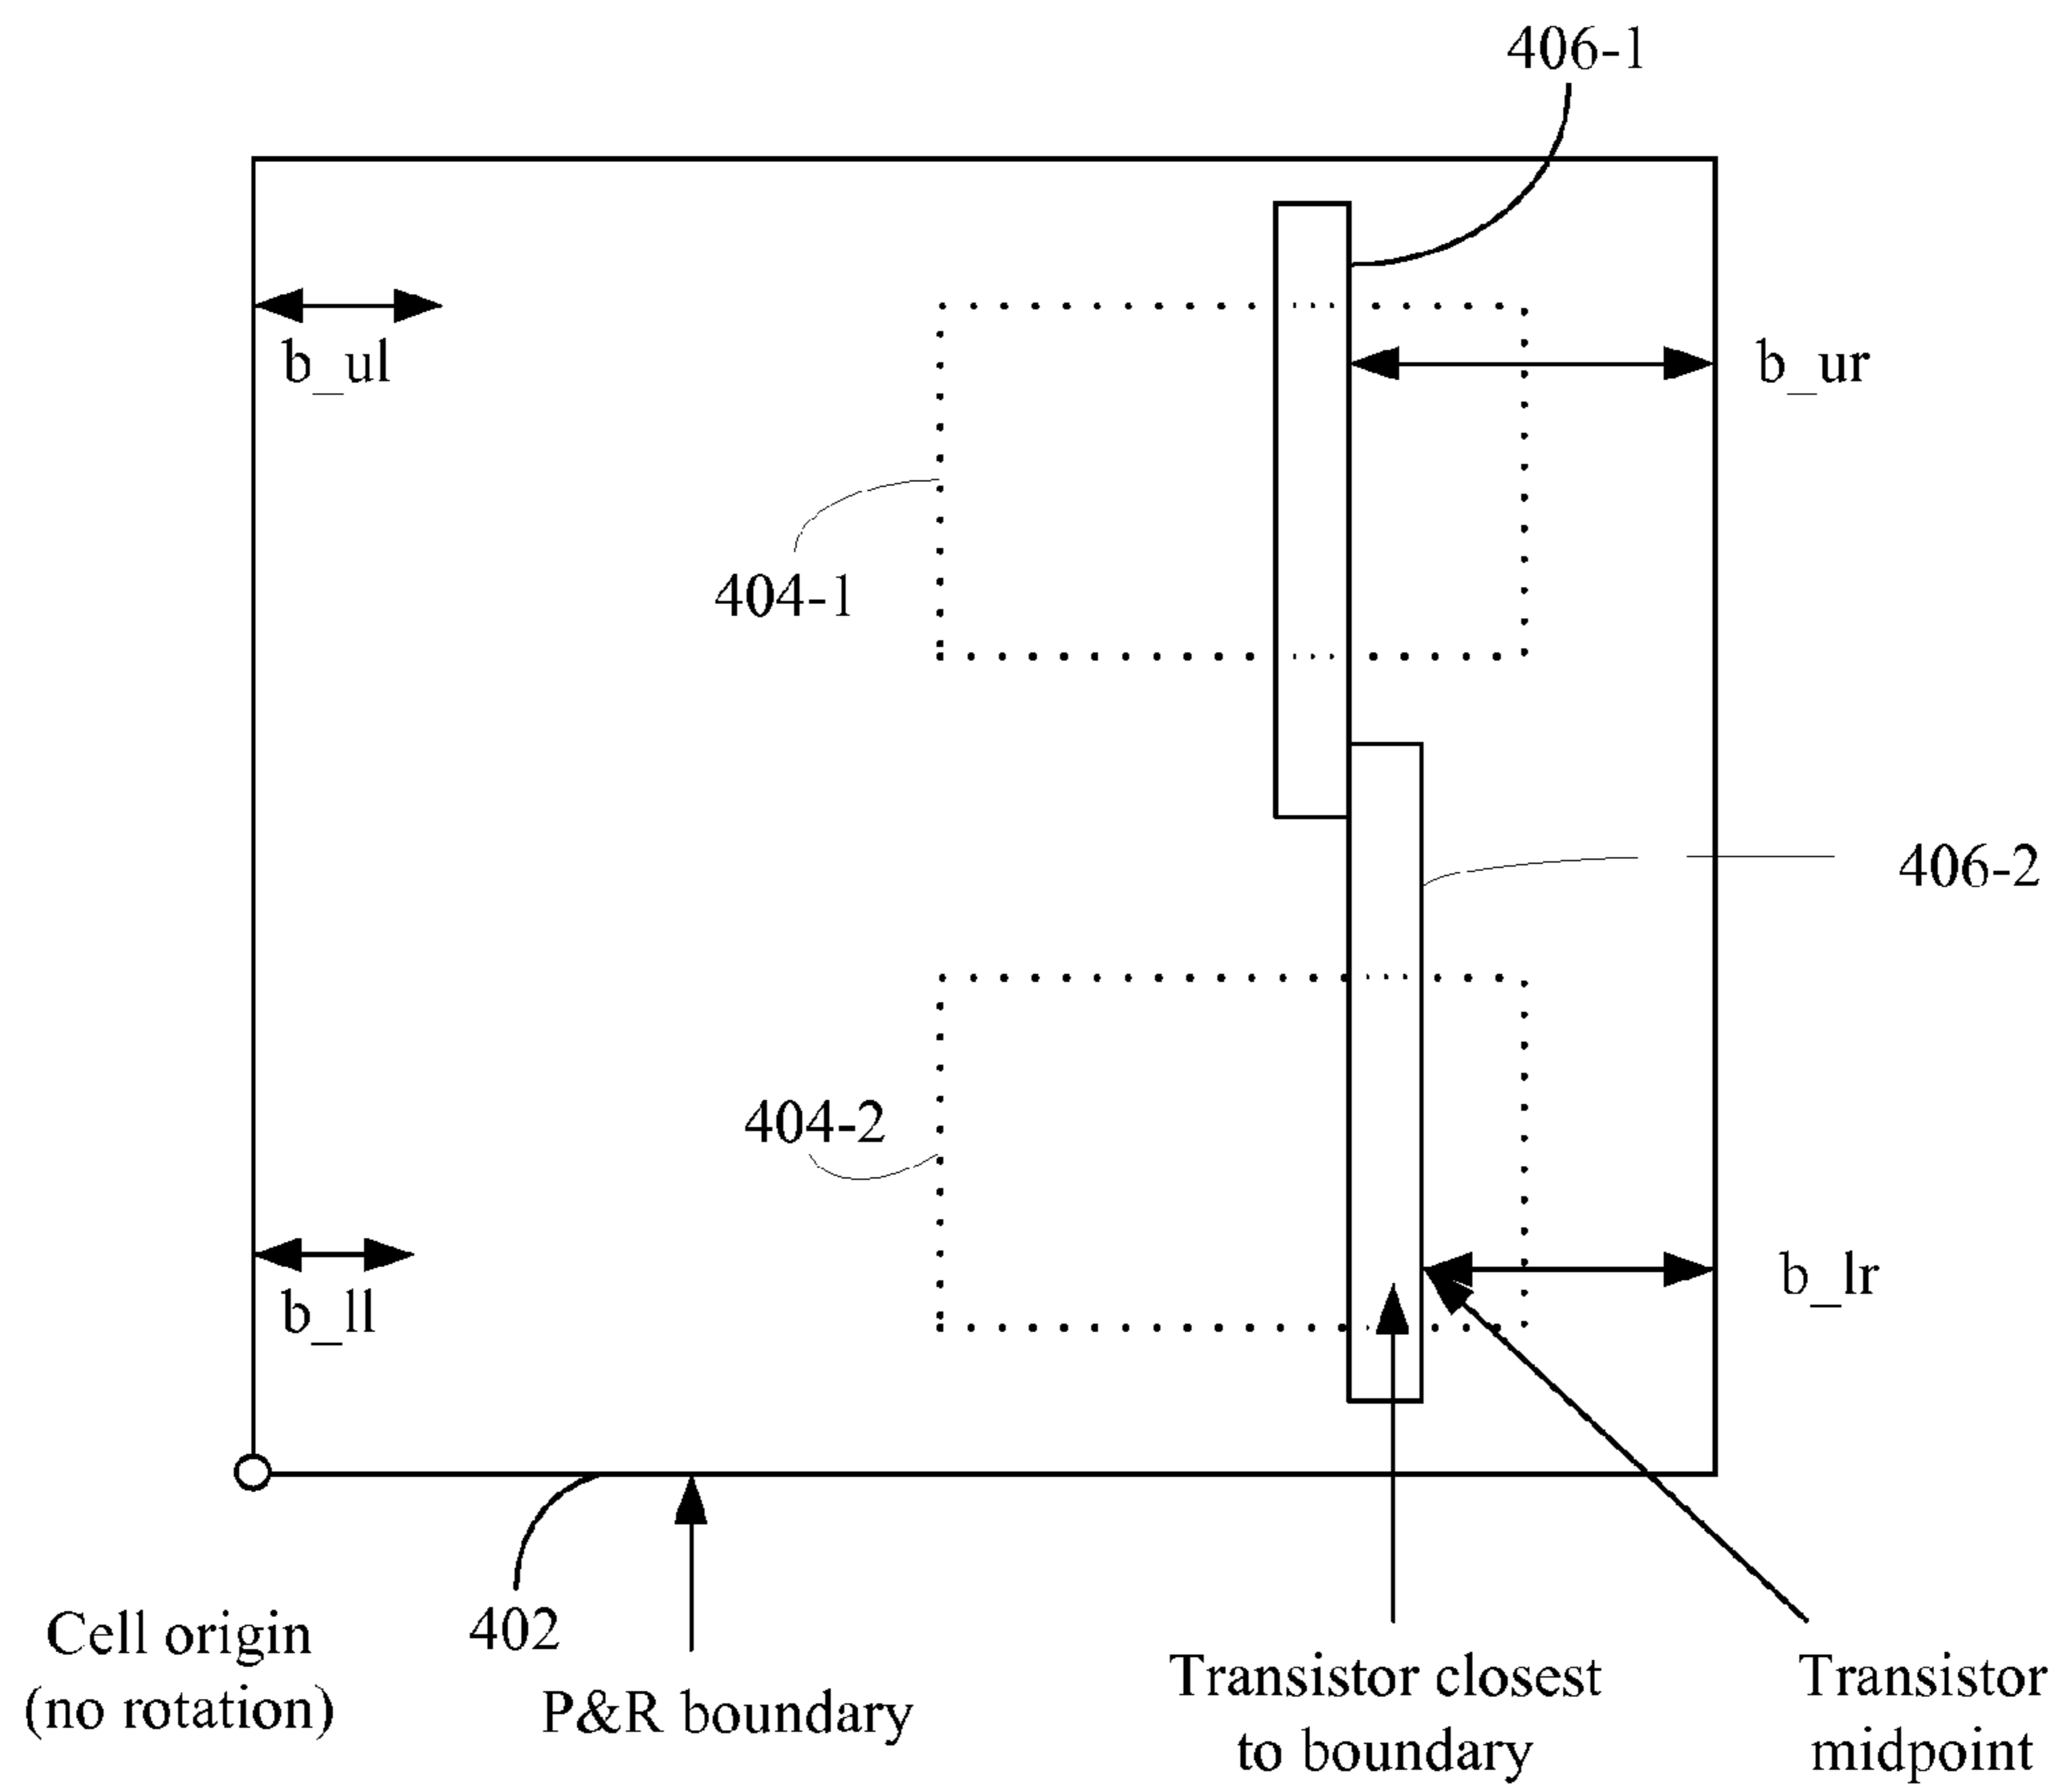 406-1
b_ul
b_ur
404-1
406-2
404-2
b_lr
b_ll
402
Cell origin
(no rotation)
P&R boundary
Transistor closest
to boundary
Transistor
midpoint